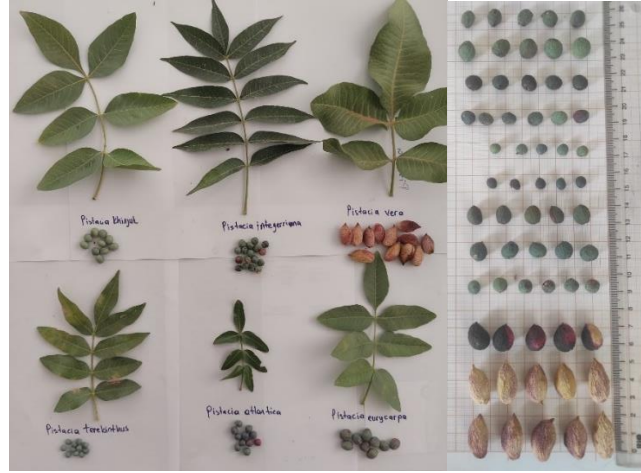 Pistacia khinjuk
Pistacia integerrima
Pistacia vera
Pistacia terebinthus
Pistacia atlantica
Pistacia eurycarpa